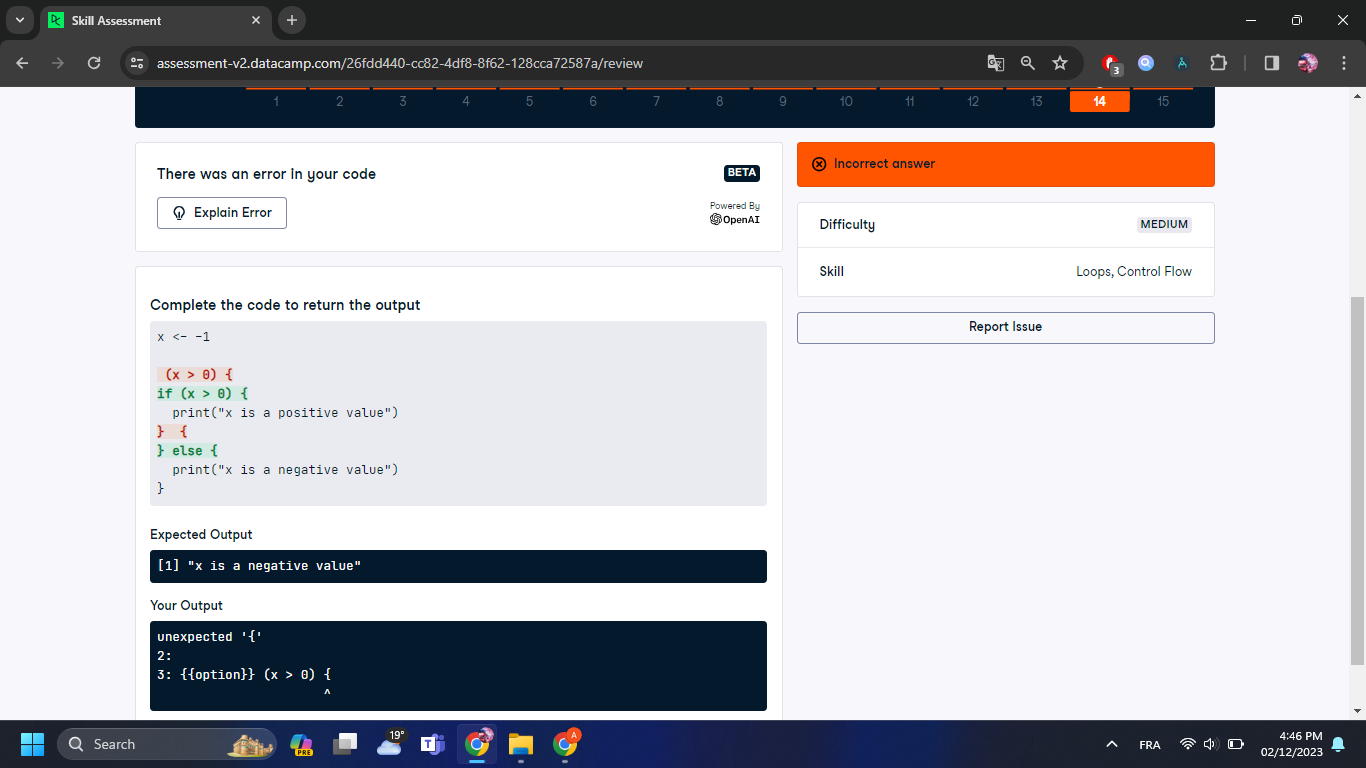 Skill Assessment
assessment-v2.datacamp.com/26fdd440-cc82-4df8-8f62-128cca72587a/review
3
1 2 3 4 5 6 7 8 9 10 11 12 13 14 15
There was an error in your code
BETA
Explain Error
Powered By
OpenAI
Incorrect answer
Difficulty
MEDIUM
Skill
Loops, Control Flow
Report Issue
Complete the code to return the output
x <- -1
(x > 0) {
if (x > 0) {
print("x is a positive value")
} {
} else {
print("x is a negative value")
}
Expected Output
[1] "x is a negative value"
Your Output
unexpected '{'
2:
3: {{option}} (x > 0) {
^
Search
PRE
19°
A
FRA
4:46 PM
02/12/2023